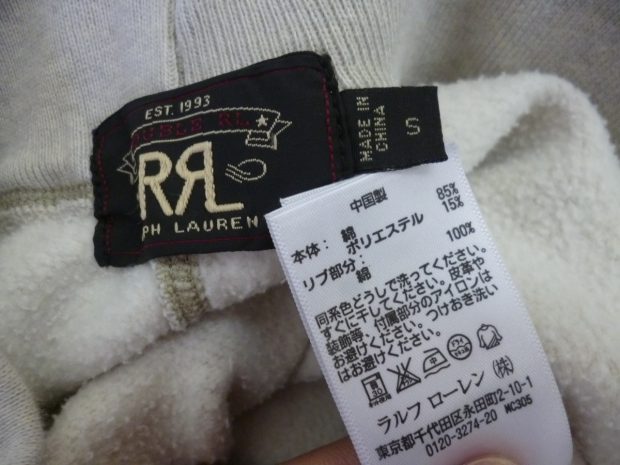 EST. 1993
DOUBLE RL
RRL
PH LAUREN
MADE IN
CHINA
S
中国製
本体: 綿 85%
ポリエステル 15%
リブ部分:
綿 100%
同系色どうしで洗ってください。
すぐに干してください。皮革や
装飾等、付属部分のアイロンは
お避けください。つけおき洗い
はお避けください。
ラルフ ローレン (株)
東京都千代田区永田町2-10-1
0120-3274-20 MC305